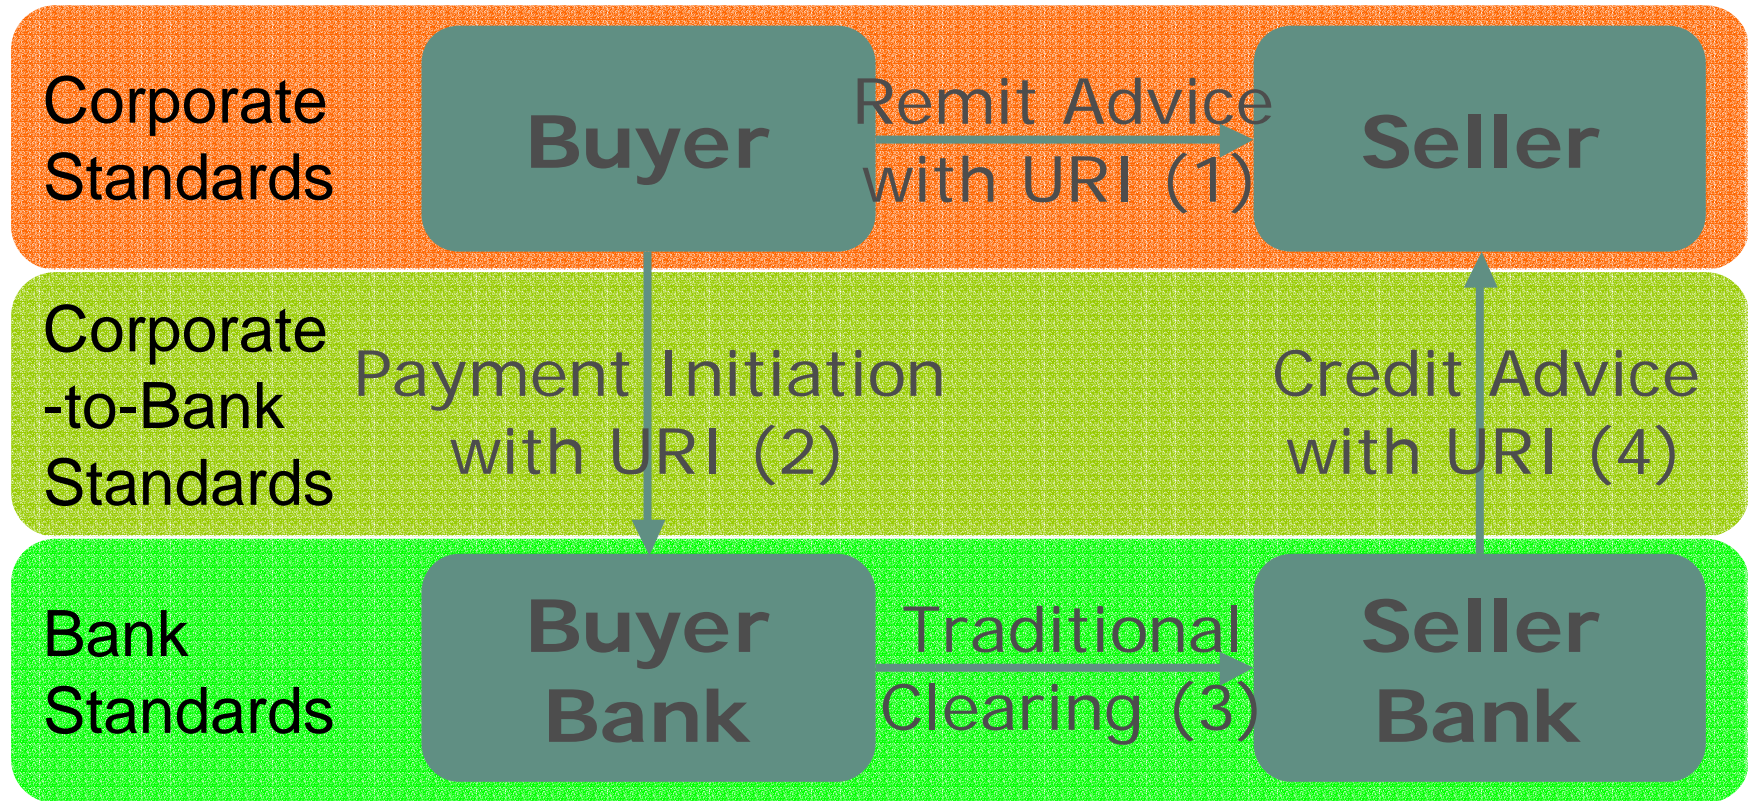 Corporate
Standards
Buyer
Remit Advice
with URI (1)
Seller
Corporate
-to-Bank
Standards
Payment Initiation
with URI (2)
Credit Advice
with URI (4)
Bank
Standards
Buyer
Bank
Traditional
Clearing (3)
Seller
Bank